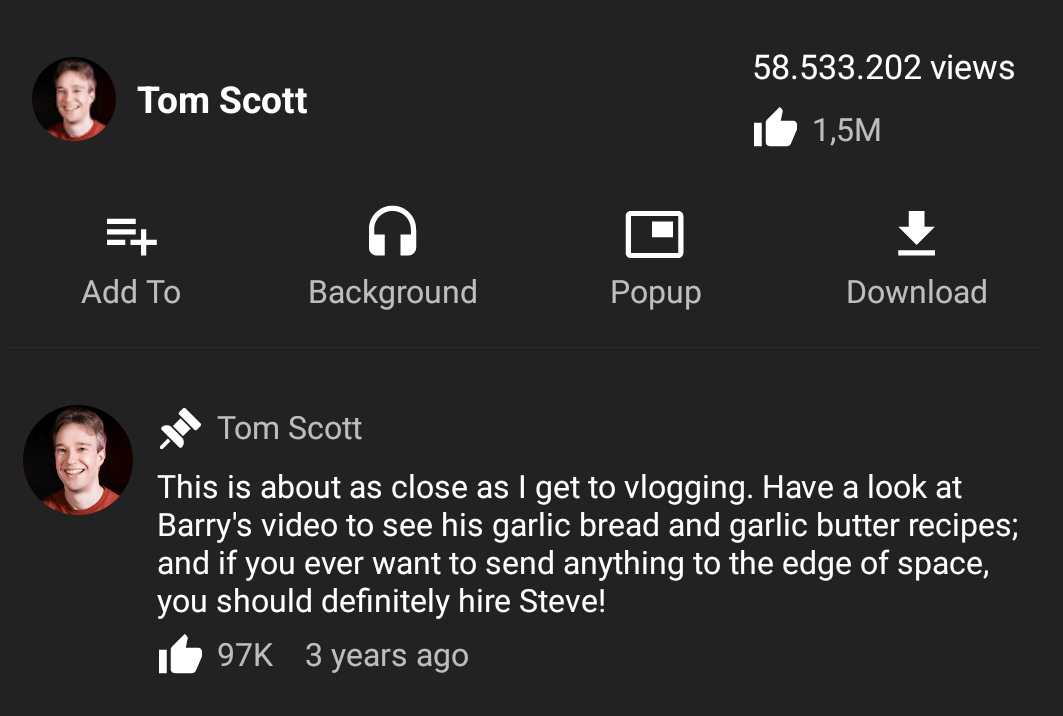 Tom Scott
58.533.202 views
1,5M
Add To
Background
Popup
Download
Tom Scott
This is about as close as I get to vlogging. Have a look at
Barry's video to see his garlic bread and garlic butter recipes;
and if you ever want to send anything to the edge of space,
you should definitely hire Steve!
97K 3 years ago